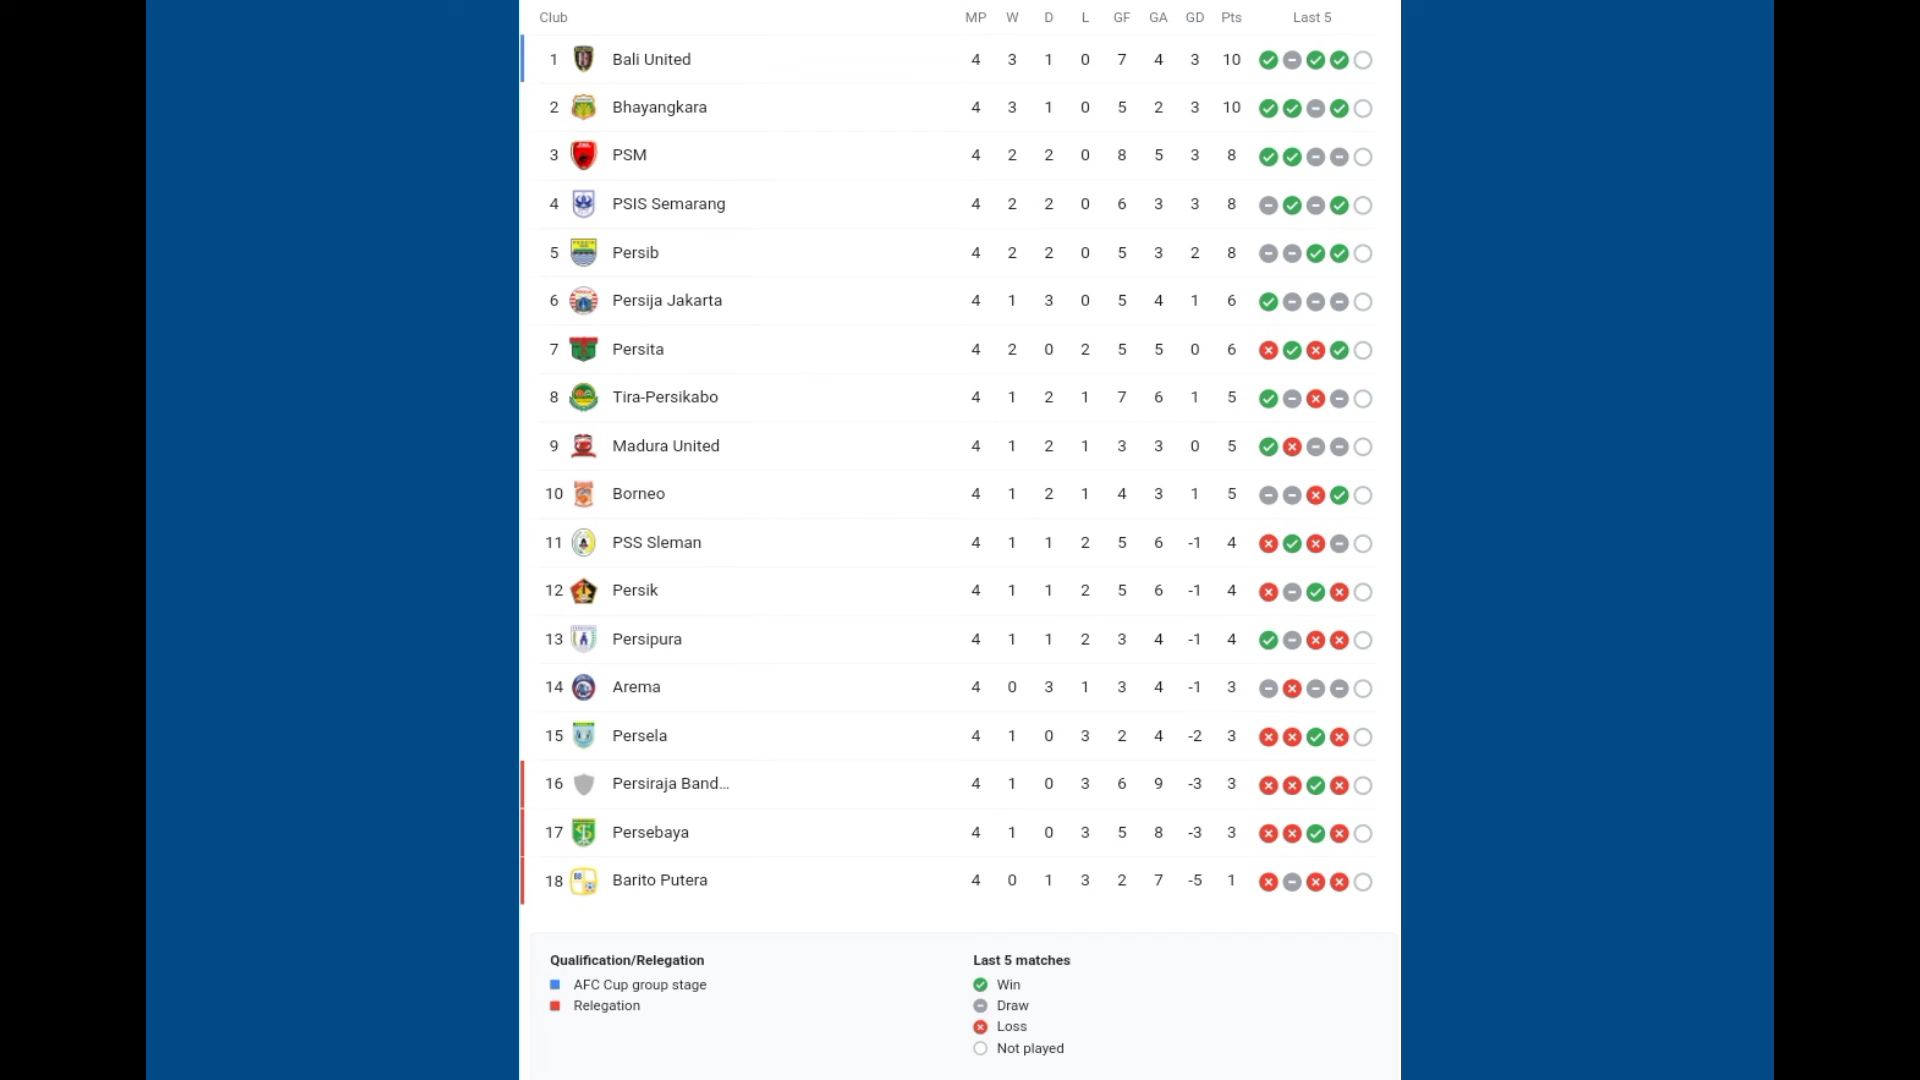 Club MP W D L GF GA GD Pts Last 5
1 Bali United 4 3 1 0 7 4 3 10
2 Bhayangkara 4 3 1 0 5 2 3 10
3 PSM 4 2 2 0 8 5 3 8
4 PSIS Semarang 4 2 2 0 6 3 3 8
5 Persib 4 2 2 0 5 3 2 8
6 Persija Jakarta 4 1 3 0 5 4 1 6
7 Persita 4 2 0 2 5 5 0 6
8 Tira-Persikabo 4 1 2 1 7 6 1 5
9 Madura United 4 1 2 1 3 3 0 5
10 Borneo 4 1 2 1 4 3 1 5
11 PSS Sleman 4 1 1 2 5 6 -1 4
12 Persik 4 1 1 2 5 6 -1 4
13 Persipura 4 1 1 2 3 4 -1 4
14 Arema 4 0 3 1 3 4 -1 3
15 Persela 4 1 0 3 2 4 -2 3
16 Persiraja Band... 4 1 0 3 6 9 -3 3
17 Persebaya 4 1 0 3 5 8 -3 3
18 Barito Putera 4 0 1 3 2 7 -5 1
Qualification/Relegation
AFC Cup group stage
Relegation
Last 5 matches
Win
Draw
Loss
Not played